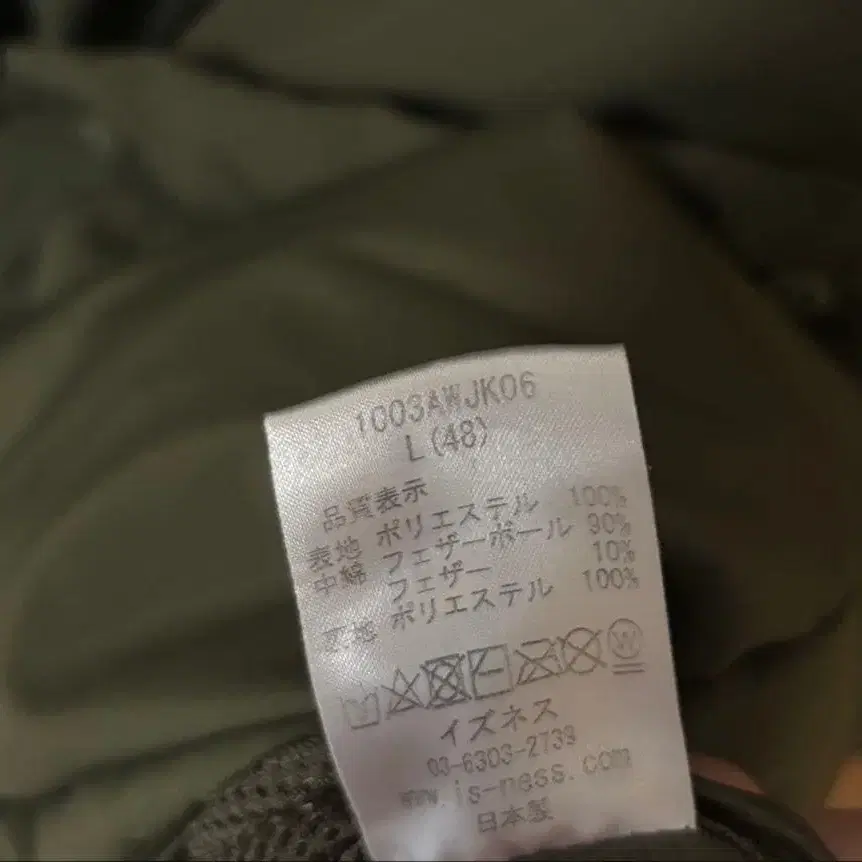 1003AWJK06
L(48)
品質表示
表地 ポリエステル 100%
中綿 フェザーボール 90%
フェザー 10%
裏地 ポリエステル 100%
W
イズネス
03-6303-2739
www.is-ness.com
日本製